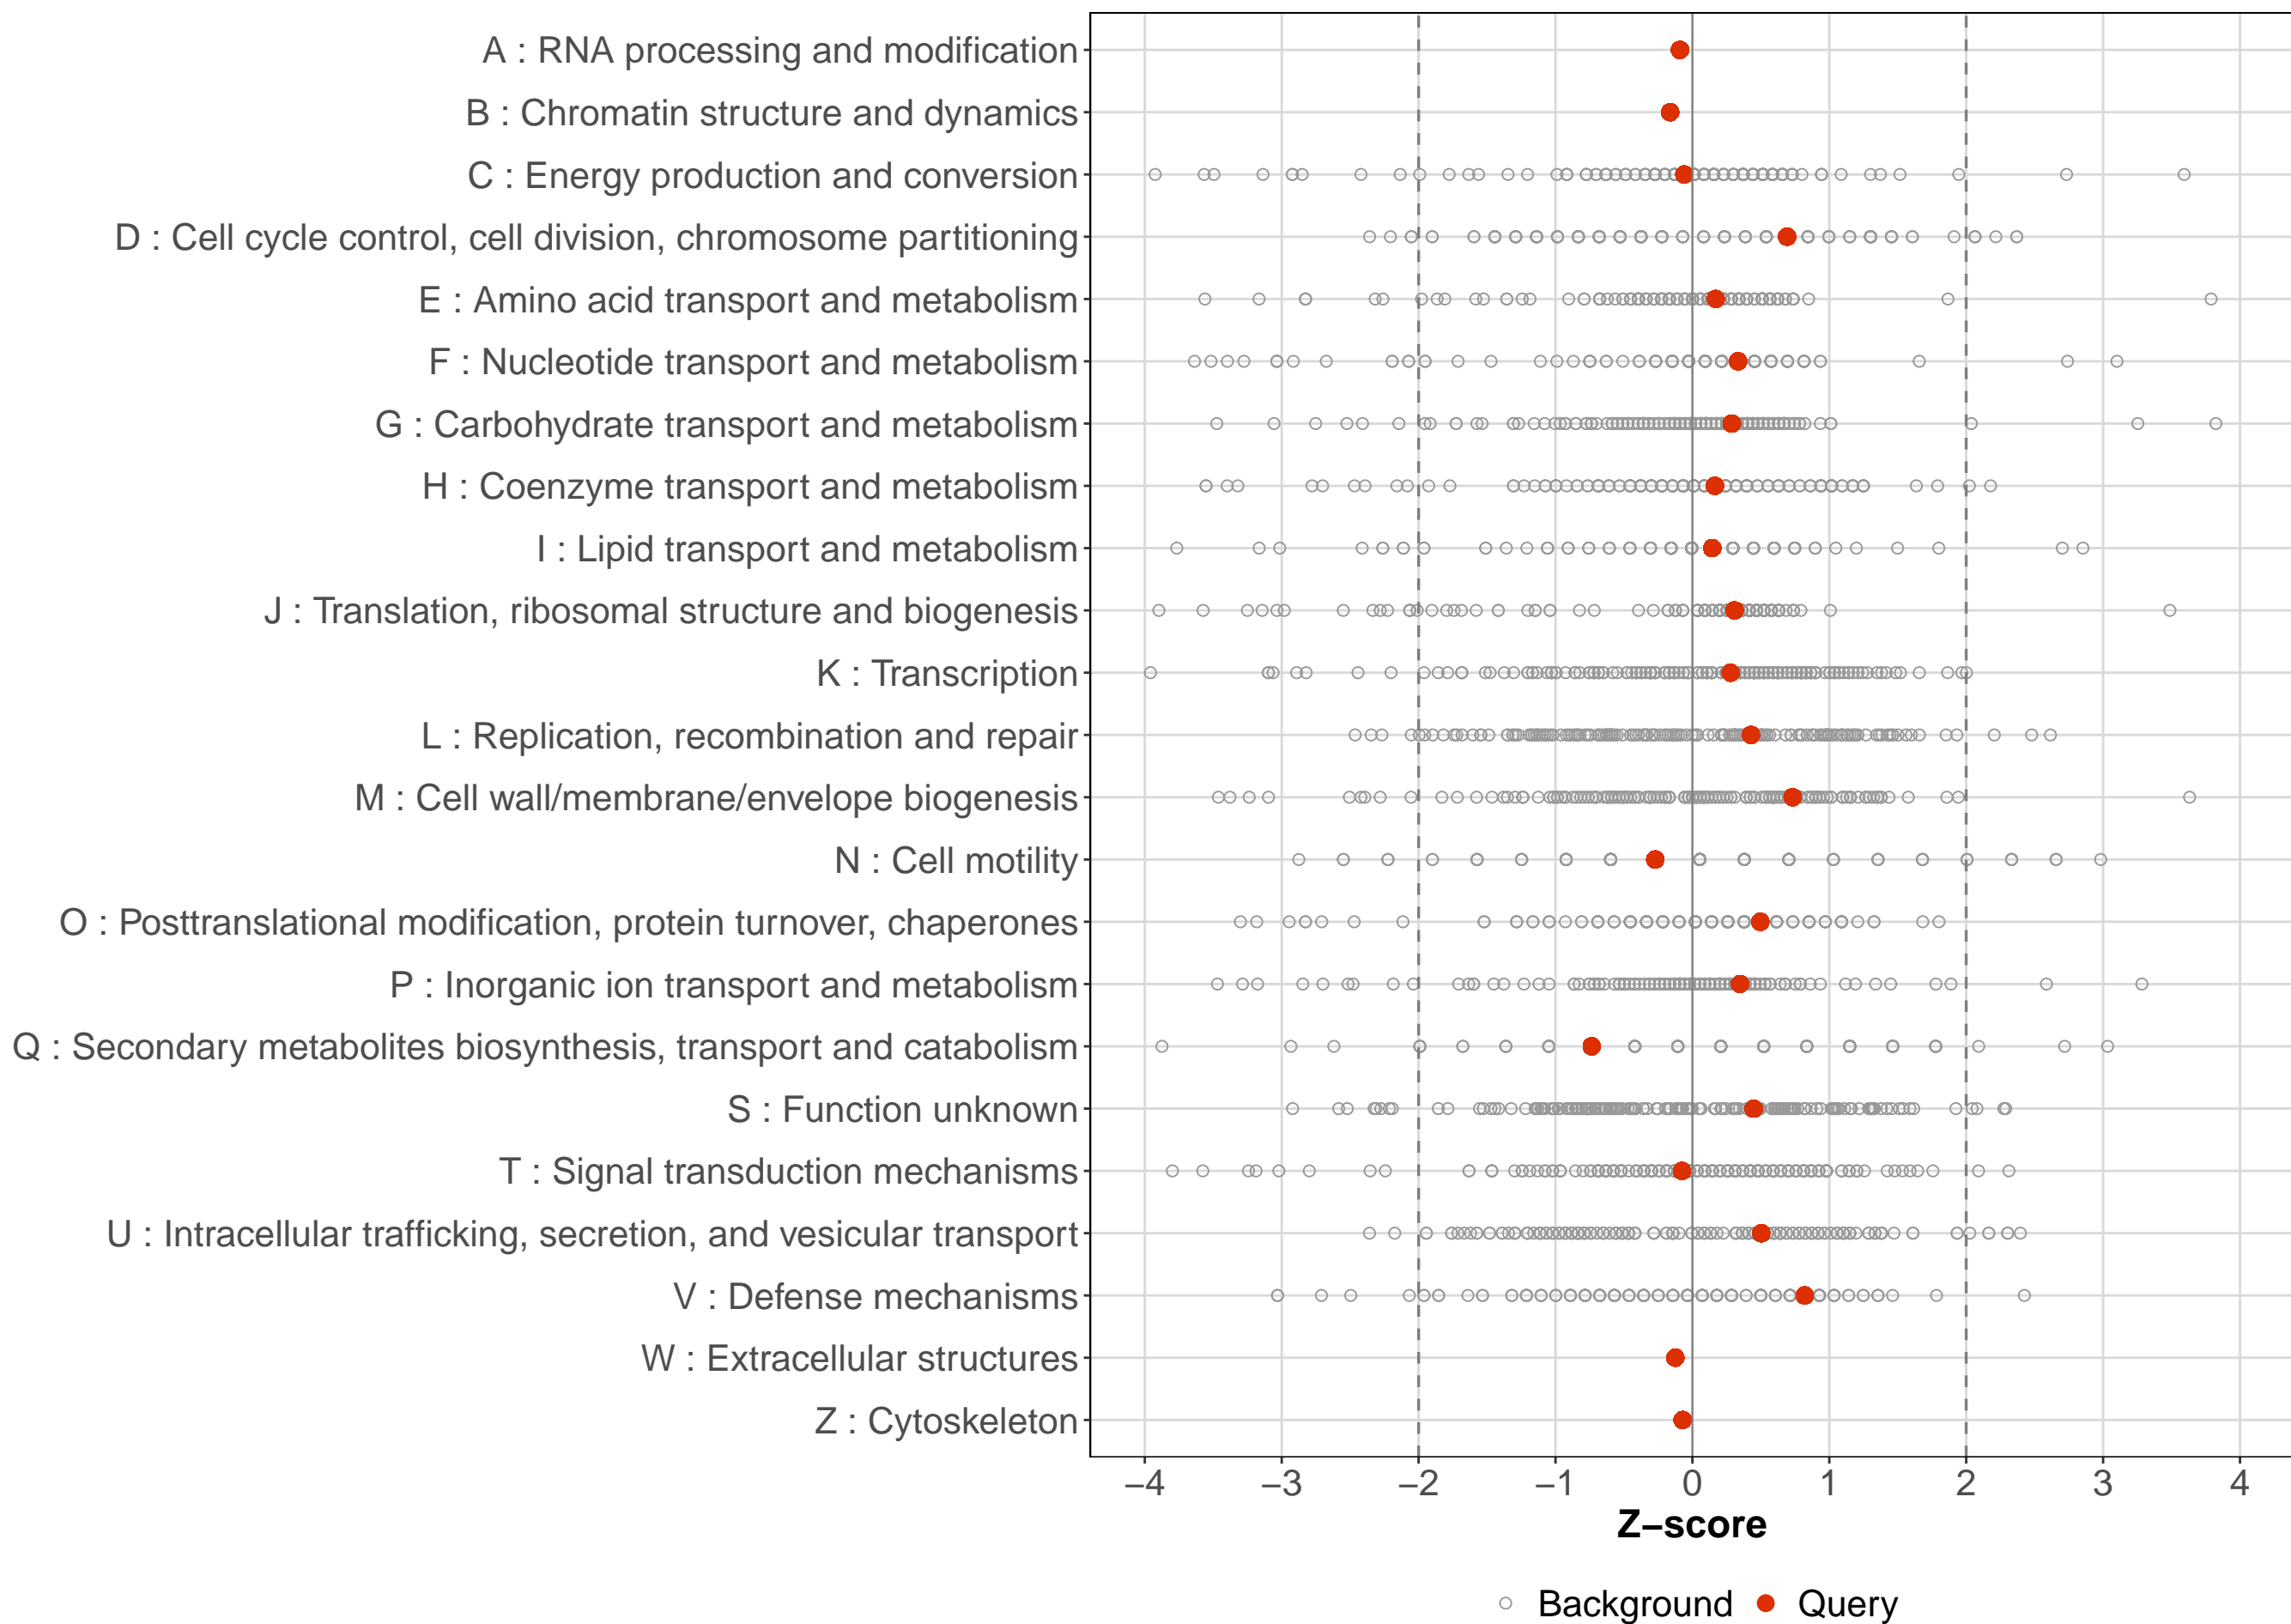 A : RNA processing and modification
B : Chromatin structure and dynamics
C : Energy production and conversion
D : Cell cycle control, cell division, chromosome partitioning
E : Amino acid transport and metabolism
F : Nucleotide transport and metabolism
G : Carbohydrate transport and metabolism
H : Coenzyme transport and metabolism
I : Lipid transport and metabolism
J : Translation, ribosomal structure and biogenesis
K : Transcription
L : Replication, recombination and repair
M : Cell wall/membrane/envelope biogenesis
N : Cell motility
O : Posttranslational modification, protein turnover, chaperones
P : Inorganic ion transport and metabolism
Q : Secondary metabolites biosynthesis, transport and catabolism
S : Function unknown
T : Signal transduction mechanisms
U : Intracellular trafficking, secretion, and vesicular transport
V : Defense mechanisms
W : Extracellular structures
Z : Cytoskeleton
−4 −3 −2 −1 0 1 2 3 4
Z−score
Background Query